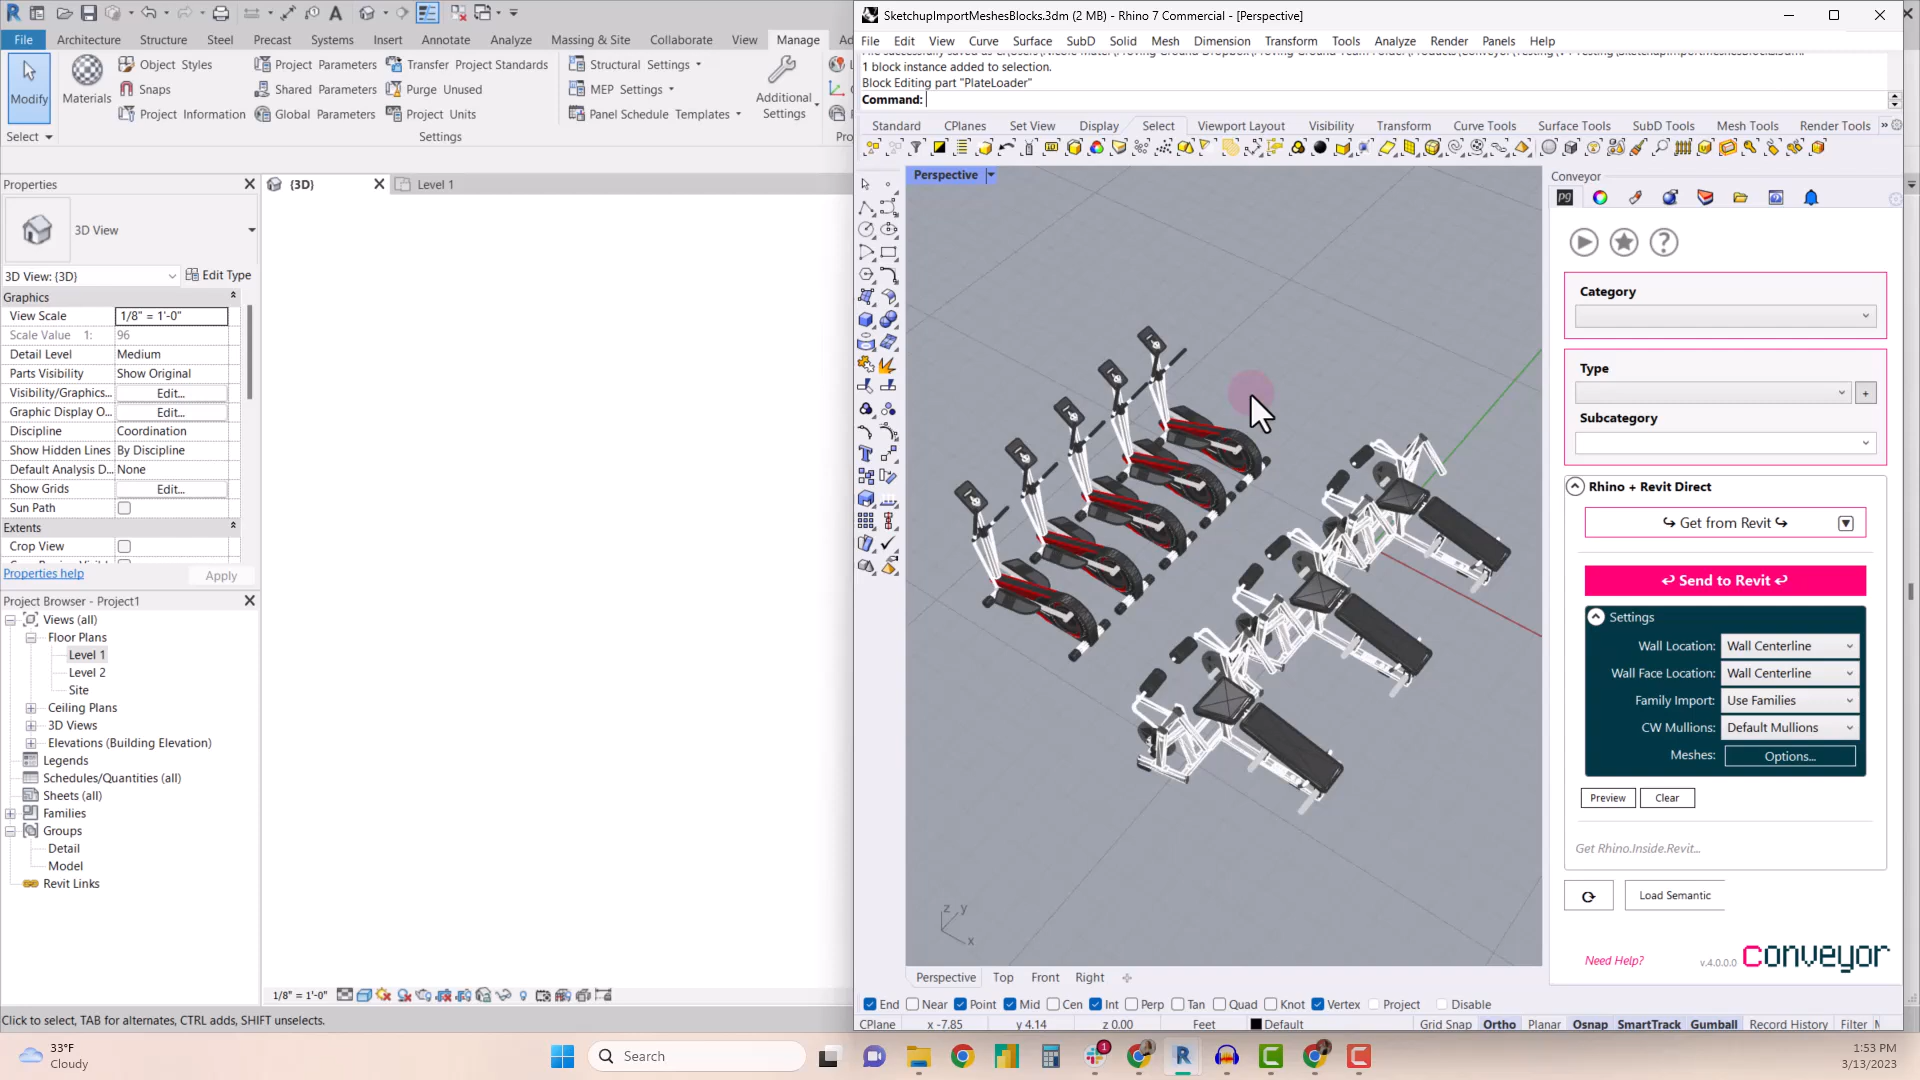 File
Architecture
Structure
Steel
Precast
Systems
Insert
Annotate
Analyze
Massing & Site
Collaborate
View
Manage
Ad
Modify
Select
Materials
Object Styles
Snaps
Project Information
Project Parameters
Shared Parameters
Global Parameters
Transfer Project Standards
Purge Unused
Project Units
Structural Settings
MEP Settings
Panel Schedule Templates
Additional
Settings
Settings
Properties
3D View
3D View: {3D}
Edit Type
Graphics
View Scale 1/8" = 1'-0"
Scale Value 1: 96
Detail Level Medium
Parts Visibility Show Original
Visibility/Graphics... Edit...
Graphic Display O... Edit...
Discipline Coordination
Show Hidden Lines By Discipline
Default Analysis D... None
Show Grids Edit...
Sun Path
Extents
Crop View
Properties help
Apply
Project Browser - Project1
Views (all)
Floor Plans
Level 1
Level 2
Site
Ceiling Plans
3D Views
Elevations (Building Elevation)
Legends
Schedules/Quantities (all)
Sheets (all)
Families
Groups
Detail
Model
Revit Links
{3D}
Level 1
1/8" = 1'-0"
Click to select, TAB for alternates, CTRL adds, SHIFT unselects.
SketchupImportMeshesBlocks.3dm (2 MB) - Rhino 7 Commercial - [Perspective]
File Edit View Curve Surface SubD Solid Mesh Dimension Transform Tools Analyze Render Panels Help
1 block instance added to selection.
Block Editing part "PlateLoader"
Command:
Standard CPlanes Set View Display Select Viewport Layout Visibility Transform Curve Tools Surface Tools SubD Tools Mesh Tools Render Tools »
Perspective
z y
x
Perspective Top Front Right
End Near Point Mid Cen Int Perp Tan Quad Knot Vertex Project Disable
CPlane x -7.85 y 4.14 z 0.00 Feet Default Grid Snap Ortho Planar Osnap SmartTrack Gumball Record History Filter
Conveyor
pg
?
Category
Type
+
Subcategory
Rhino + Revit Direct
Get from Revit
Send to Revit
Settings
Wall Location: Wall Centerline
Wall Face Location: Wall Centerline
Family Import: Use Families
CW Mullions: Default Mullions
Meshes: Options...
Preview
Clear
Get Rhino.Inside.Revit...
Load Semantic
Need Help?
v.4.0.0.0
conveyor
33°F
Cloudy
Search
1
1:53 PM
3/13/2023